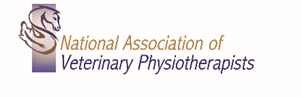 National Association of
Veterinary Physiotherapists